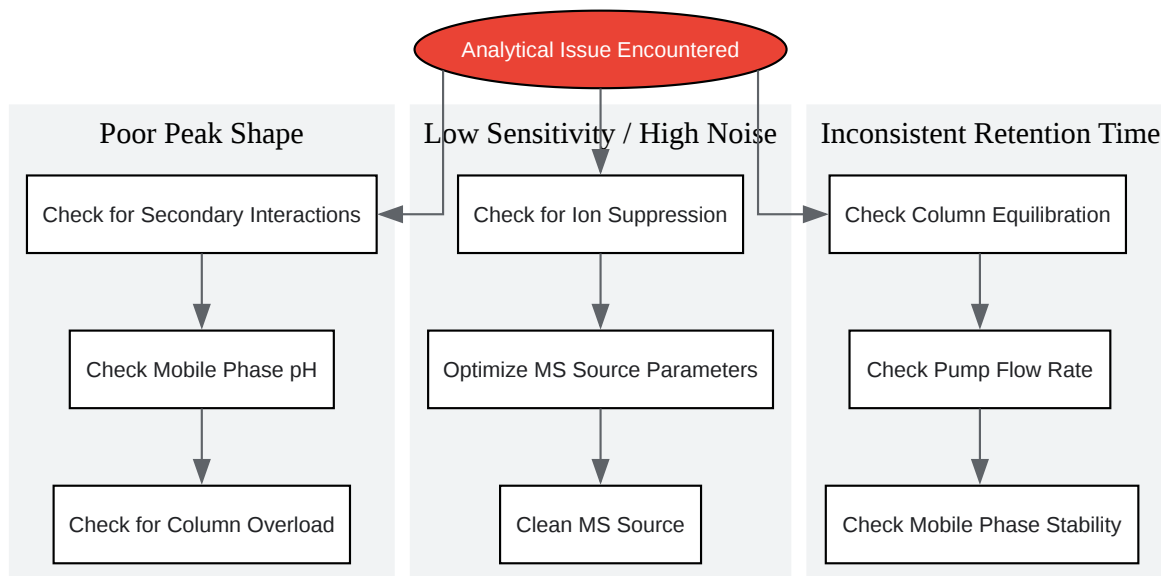 Analytical Issue Encountered
Poor Peak Shape
Check for Secondary Interactions
Check Mobile Phase pH
Check for Column Overload
Low Sensitivity / High Noise
Check for Ion Suppression
Optimize MS Source Parameters
Clean MS Source
Inconsistent Retention Time
Check Column Equilibration
Check Pump Flow Rate
Check Mobile Phase Stability